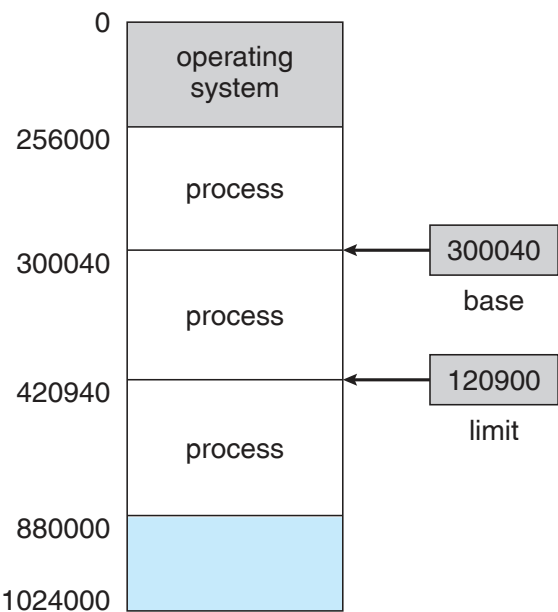 0
operating
system
256000
process
300040
300040
base
process
120900
limit
420940
process
880000
1024000